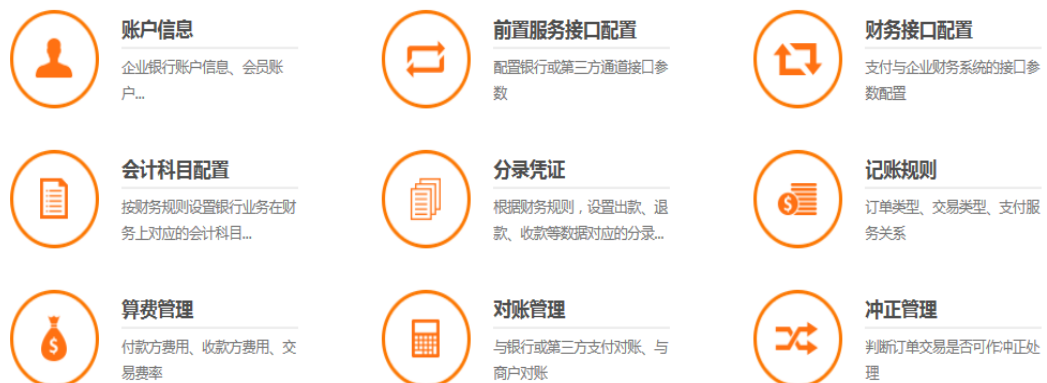 账户信息
企业银行账户信息、会员账
户...
前置服务接口配置
配置银行或第三方通道接口参
数
财务接口配置
支付与企业财务系统的接口参
数配置
会计科目配置
按财务规则设置银行业务在财
务上对应的会计科目...
分录凭证
根据财务规则，设置出款、退
款、收款等数据对应的分录...
记账规则
订单类型、交易类型、支付服
务关系
算费管理
付款方费用、收款方费用、交
易费率
对账管理
与银行或第三方支付对账、与
商户对账
冲正管理
判断订单交易是否可作冲正处
理